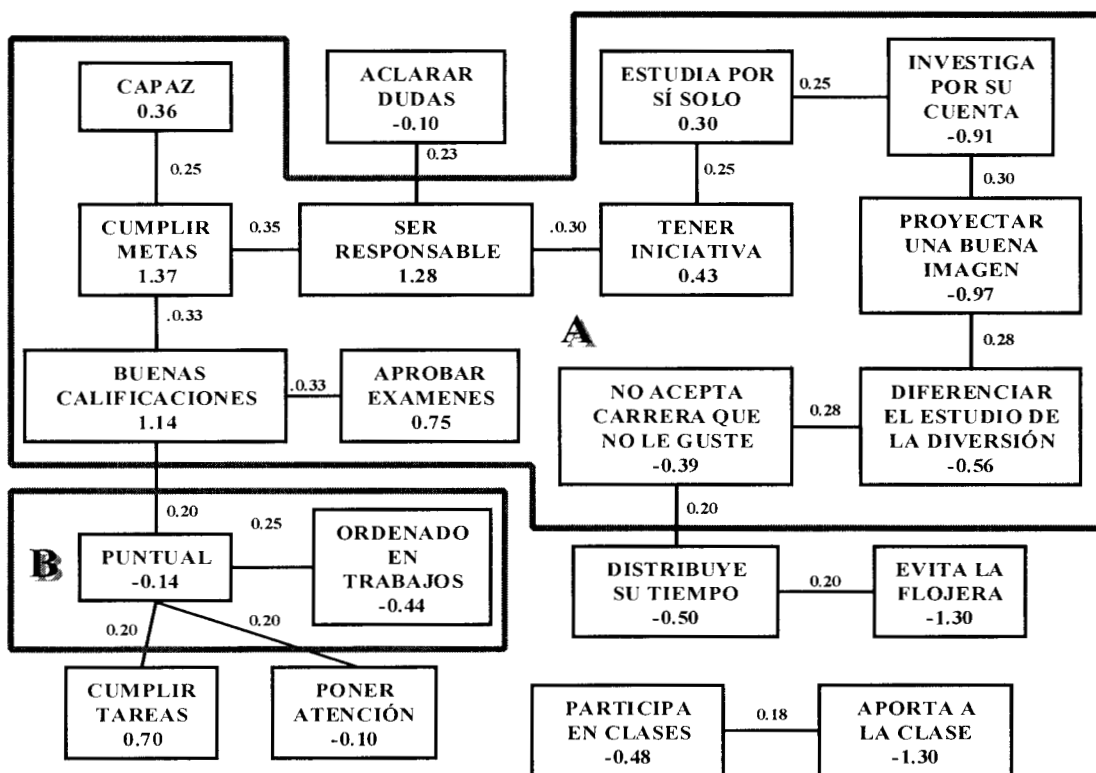 CAPAZ
0.36
ACLARAR
DUDAS
-0.10
ESTUDIA POR
SÍ SOLO
0.30
0.25
INVESTIGA
POR SU
CUENTA
-0.91
0.25
0.23
0.25
0.30
CUMPLIR
METAS
1.37
0.35
SER
RESPONSABLE
1.28
.0.30
TENER
INICIATIVA
0.43
PROYECTAR
UNA BUENA
IMAGEN
-0.97
.0.33
A
0.28
BUENAS
CALIFICACIONES
1.14
.0.33
APROBAR
EXAMENES
0.75
NO ACEPTA
CARRERA QUE
NO LE GUSTE
-0.39
0.28
DIFERENCIAR
EL ESTUDIO DE
LA DIVERSIÓN
-0.56
0.20
0.20
B
PUNTUAL
-0.14
0.25
ORDENADO
EN
TRABAJOS
-0.44
DISTRIBUYE
SU TIEMPO
-0.50
0.20
EVITA LA
FLOJERA
-1.30
0.20
0.20
CUMPLIR
TAREAS
0.70
PONER
ATENCIÓN
-0.10
PARTICIPA
EN CLASES
-0.48
0.18
APORTA A
LA CLASE
-1.30